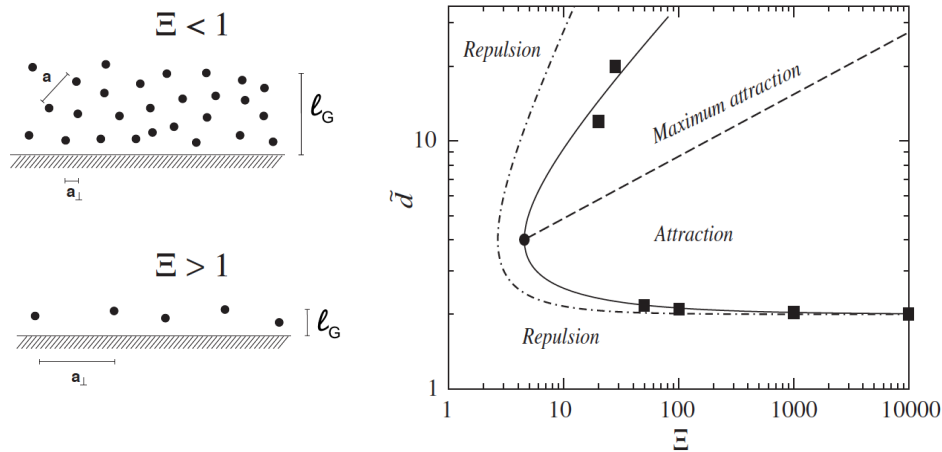 Ξ < 1
a
ℓG
a⊥
Ξ > 1
ℓG
a⊥
Repulsion
Maximum attraction
10
d̃
Attraction
Repulsion
1
1 10 100 1000 10000
Ξ